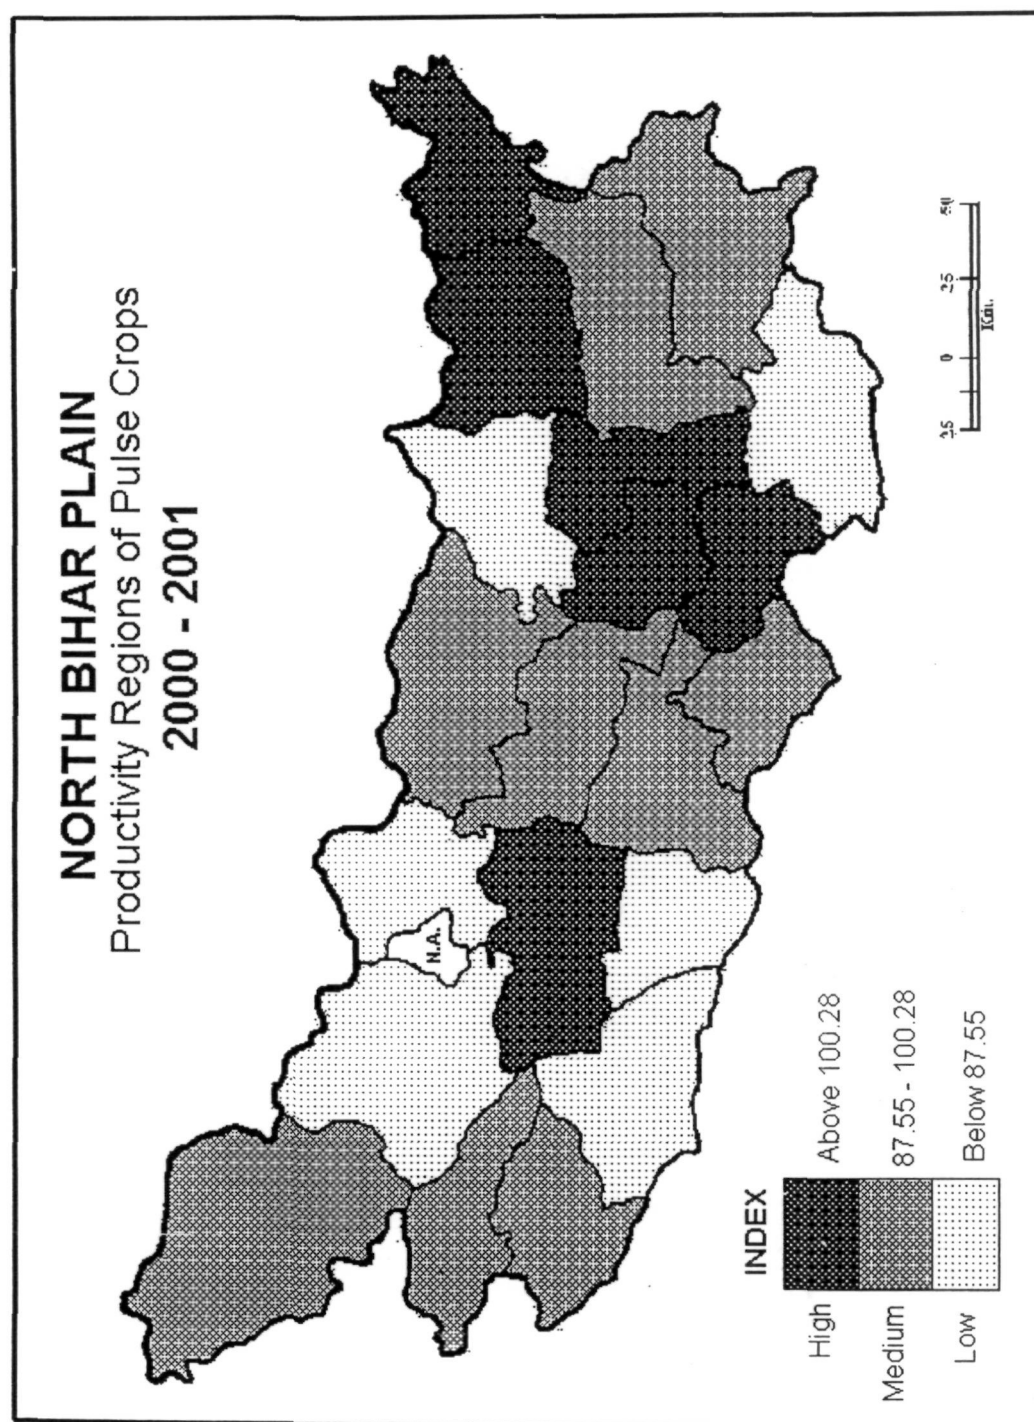 NORTH BIHAR PLAIN
Productivity Regions of Pulse Crops
2000 - 2001
N.A.
INDEX
High Above 100.28
Medium 87.55 - 100.28
Low Below 87.55
25 0 25 50
Km.